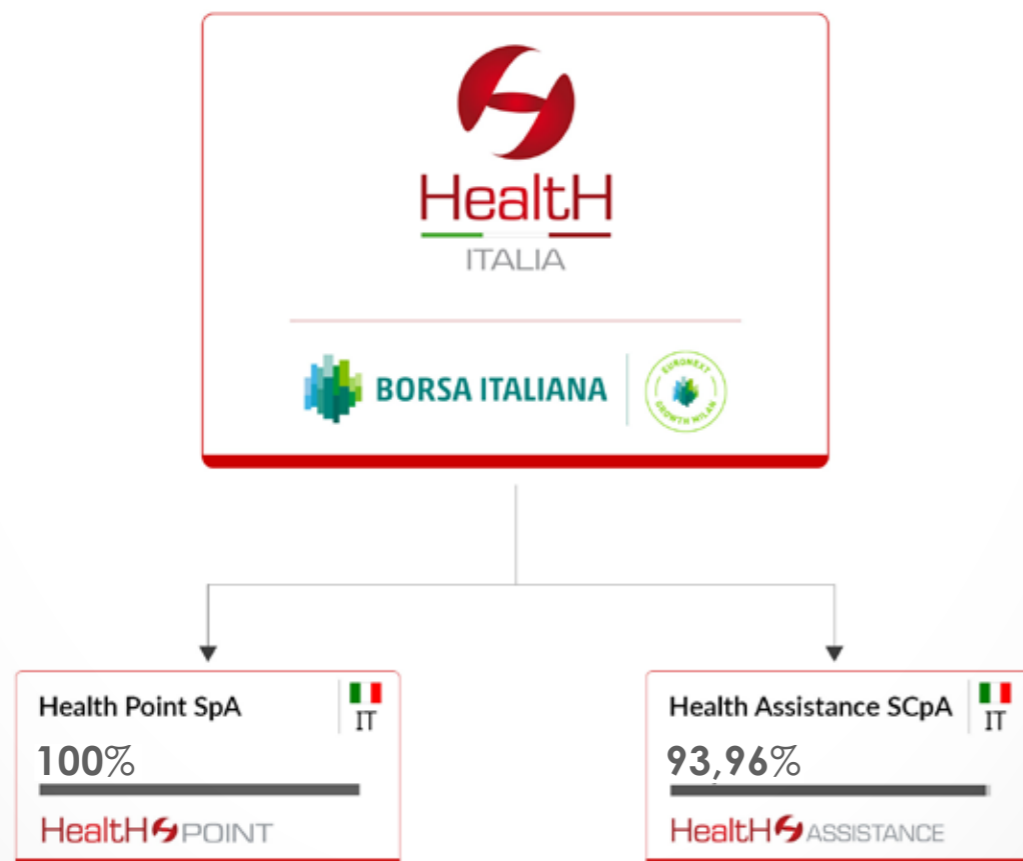 HealtH
ITALIA
BORSA ITALIANA
EURONEXT GROWTH MILAN
Health Point SpA
IT
100%
HealtH POINT
Health Assistance SCpA
IT
93,96%
HealtH ASSISTANCE